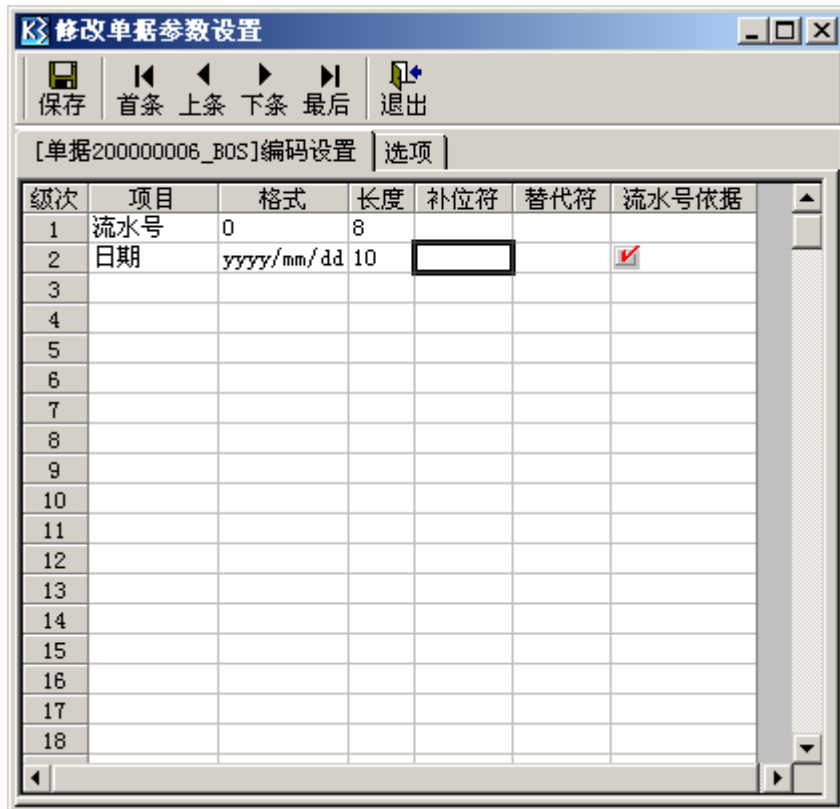 K3 修改单据参数设置
保存 首条 上条 下条 最后 退出
[单据200000006_BOS]编码设置 选项
级次 项目 格式 长度 补位符 替代符 流水号依据
1 流水号 0 8
2 日期 yyyy/mm/dd 10
3
4
5
6
7
8
9
10
11
12
13
14
15
16
17
18